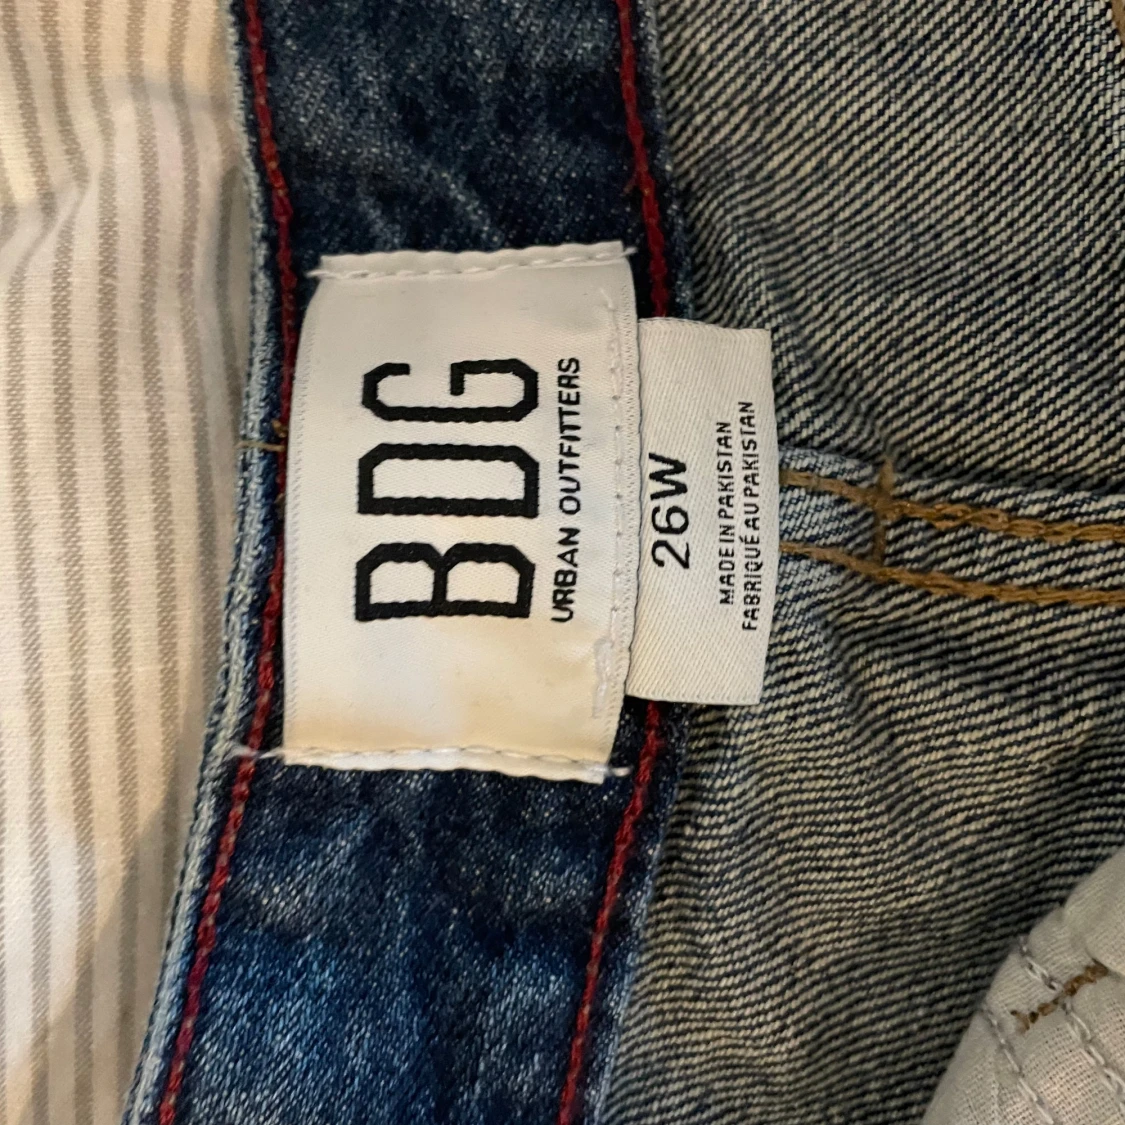 BDG
URBAN OUTFITTERS
26W
MADE IN PAKISTAN
FABRIQUÉ AU PAKISTAN